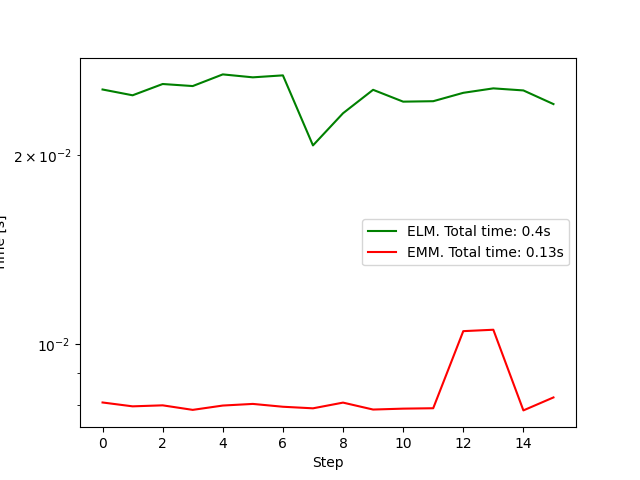 2 × 10⁻²
10⁻²
Time [s]
ELM. Total time: 0.4s
EMM. Total time: 0.13s
0 2 4 6 8 10 12 14
Step